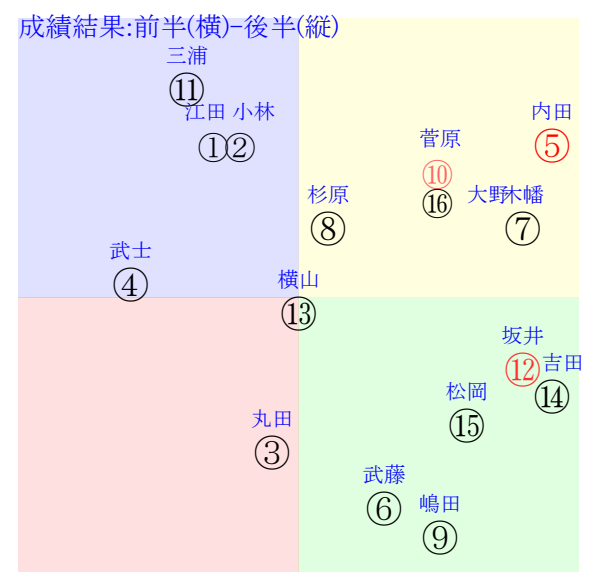 成績結果:前半(横)-後半(縦)
三浦
⑪
江田 小林
①②
内田
⑤
菅原
⑩
⑯
杉原
⑧
大野
木幡
⑦
武士
④
横山
⑬
坂井
⑫
吉田
⑭
松岡
⑮
丸田
③
武藤
⑥
嶋田
⑨